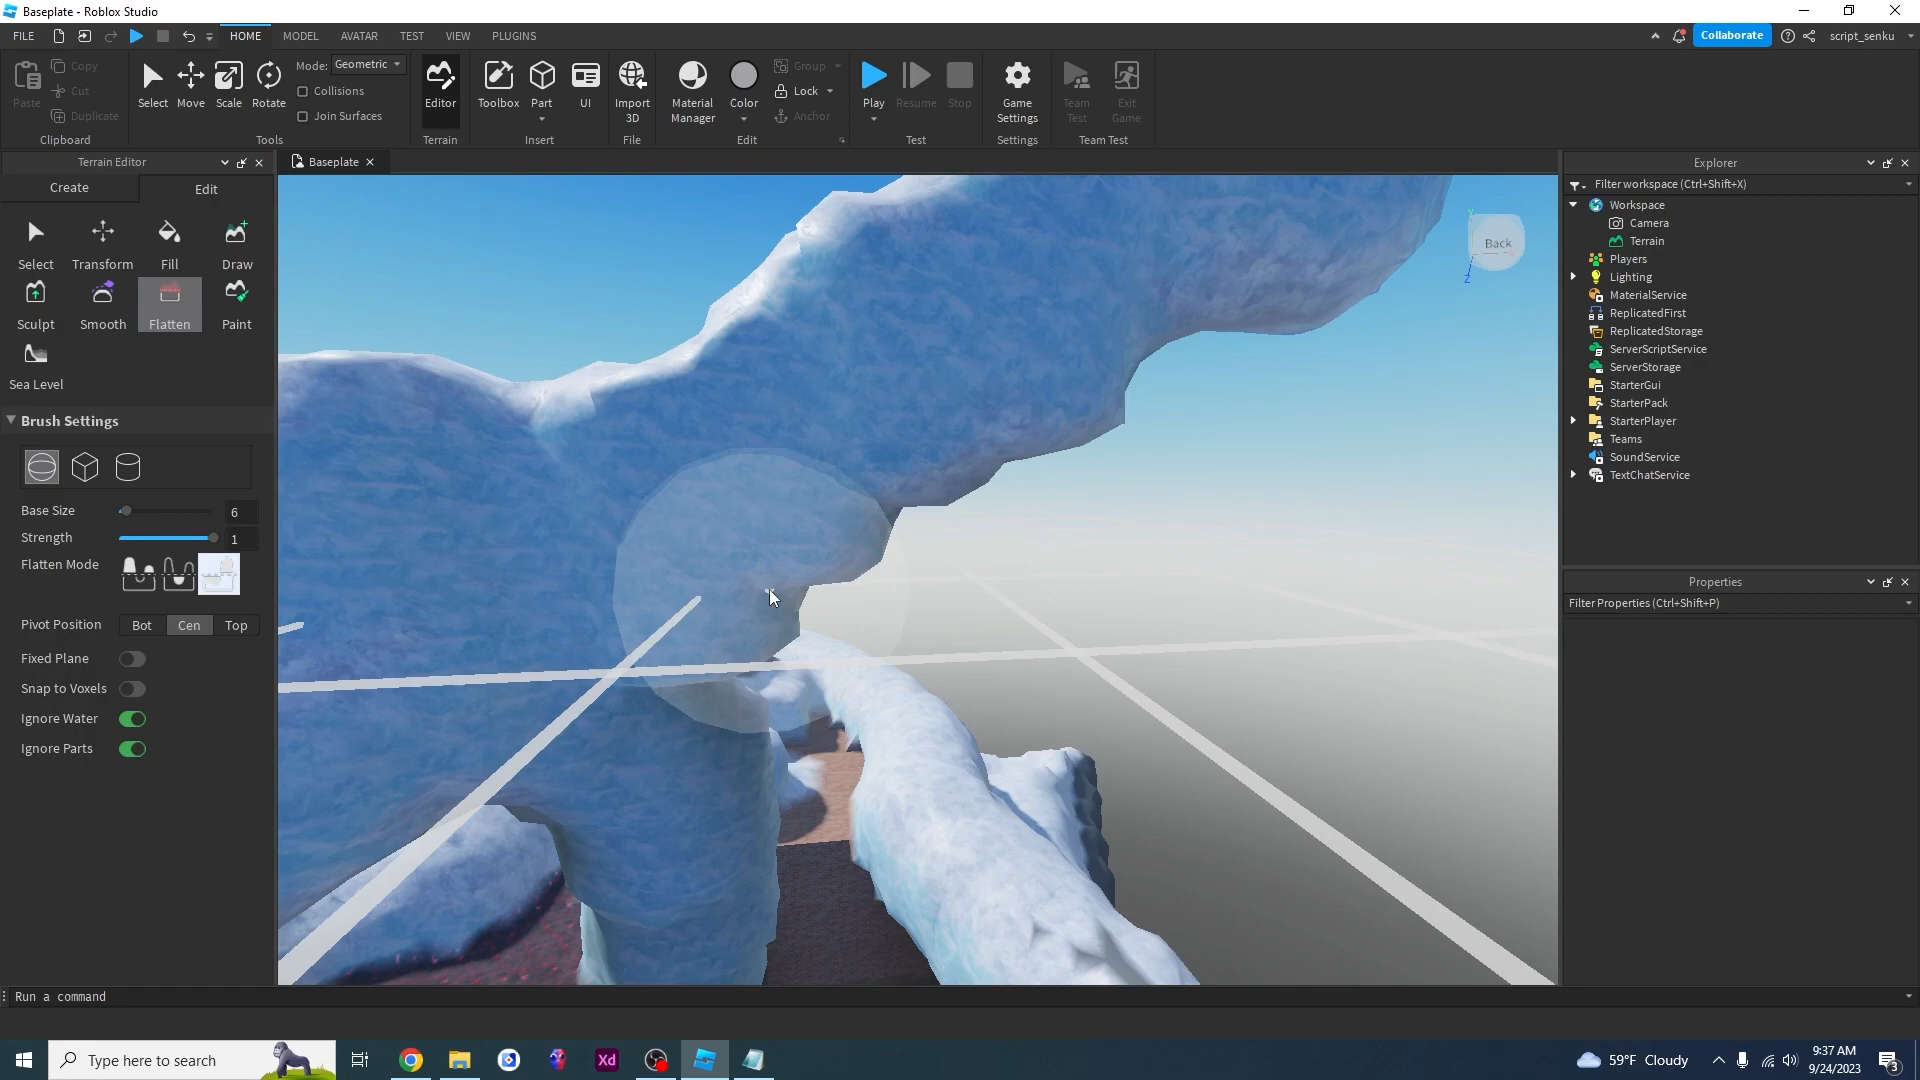 Baseplate - Roblox Studio
FILE
HOME
MODEL
AVATAR
TEST
VIEW
PLUGINS
Collaborate
script_senku
Paste
Copy
Cut
Duplicate
Clipboard
Select
Move
Scale
Rotate
Mode:
Geometric
Collisions
Join Surfaces
Tools
Editor
Terrain
Toolbox
Part
UI
Insert
Import
3D
File
Material
Manager
Color
Group
Lock
Anchor
Edit
Play
Resume
Stop
Test
Game
Settings
Settings
Team
Test
Exit
Game
Team Test
Terrain Editor
Create
Edit
Select
Transform
Fill
Draw
Sculpt
Smooth
Flatten
Paint
Sea Level
Brush Settings
Base Size
6
Strength
1
Flatten Mode
Pivot Position
Bot
Cen
Top
Fixed Plane
Snap to Voxels
Ignore Water
Ignore Parts
Baseplate
Y
Back
Z
Explorer
Filter workspace (Ctrl+Shift+X)
Workspace
Camera
Terrain
Players
Lighting
MaterialService
ReplicatedFirst
ReplicatedStorage
ServerScriptService
ServerStorage
StarterGui
StarterPack
StarterPlayer
Teams
SoundService
TextChatService
Properties
Filter Properties (Ctrl+Shift+P)
Run a command
Type here to search
Xd
59°F Cloudy
9:37 AM
9/24/2023
3